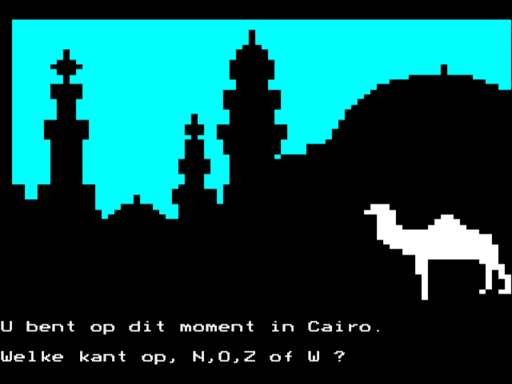 U bent op dit moment in Cairo.
Welke kant op, N,O,Z of W ?